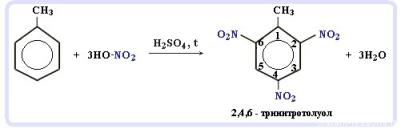 CH₃ CH₃
H₂SO₄, t O₂N 6 1 2 NO₂
+ 3HO-NO₂ + 3H₂O
5 4 3
NO₂
2,4,6 - тринитротолуол